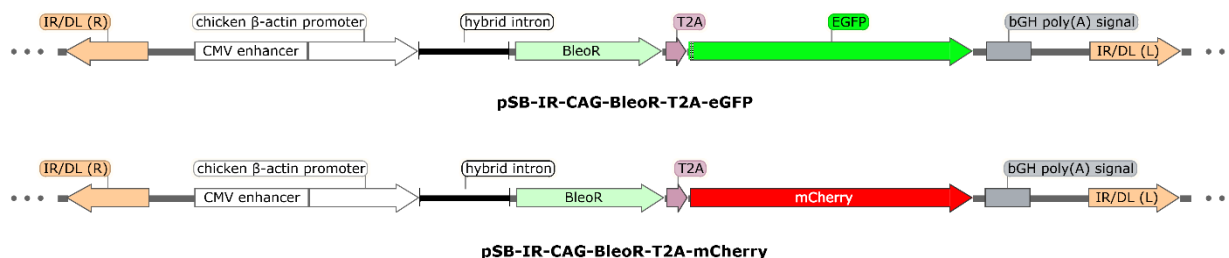 IR/DL (R) chicken β-actin promoter hybrid intron T2A EGFP bGH poly(A) signal
CMV enhancer BleoR IR/DL (L)
pSB-IR-CAG-BleoR-T2A-eGFP
IR/DL (R) chicken β-actin promoter hybrid intron T2A bGH poly(A) signal
CMV enhancer BleoR mCherry IR/DL (L)
pSB-IR-CAG-BleoR-T2A-mCherry